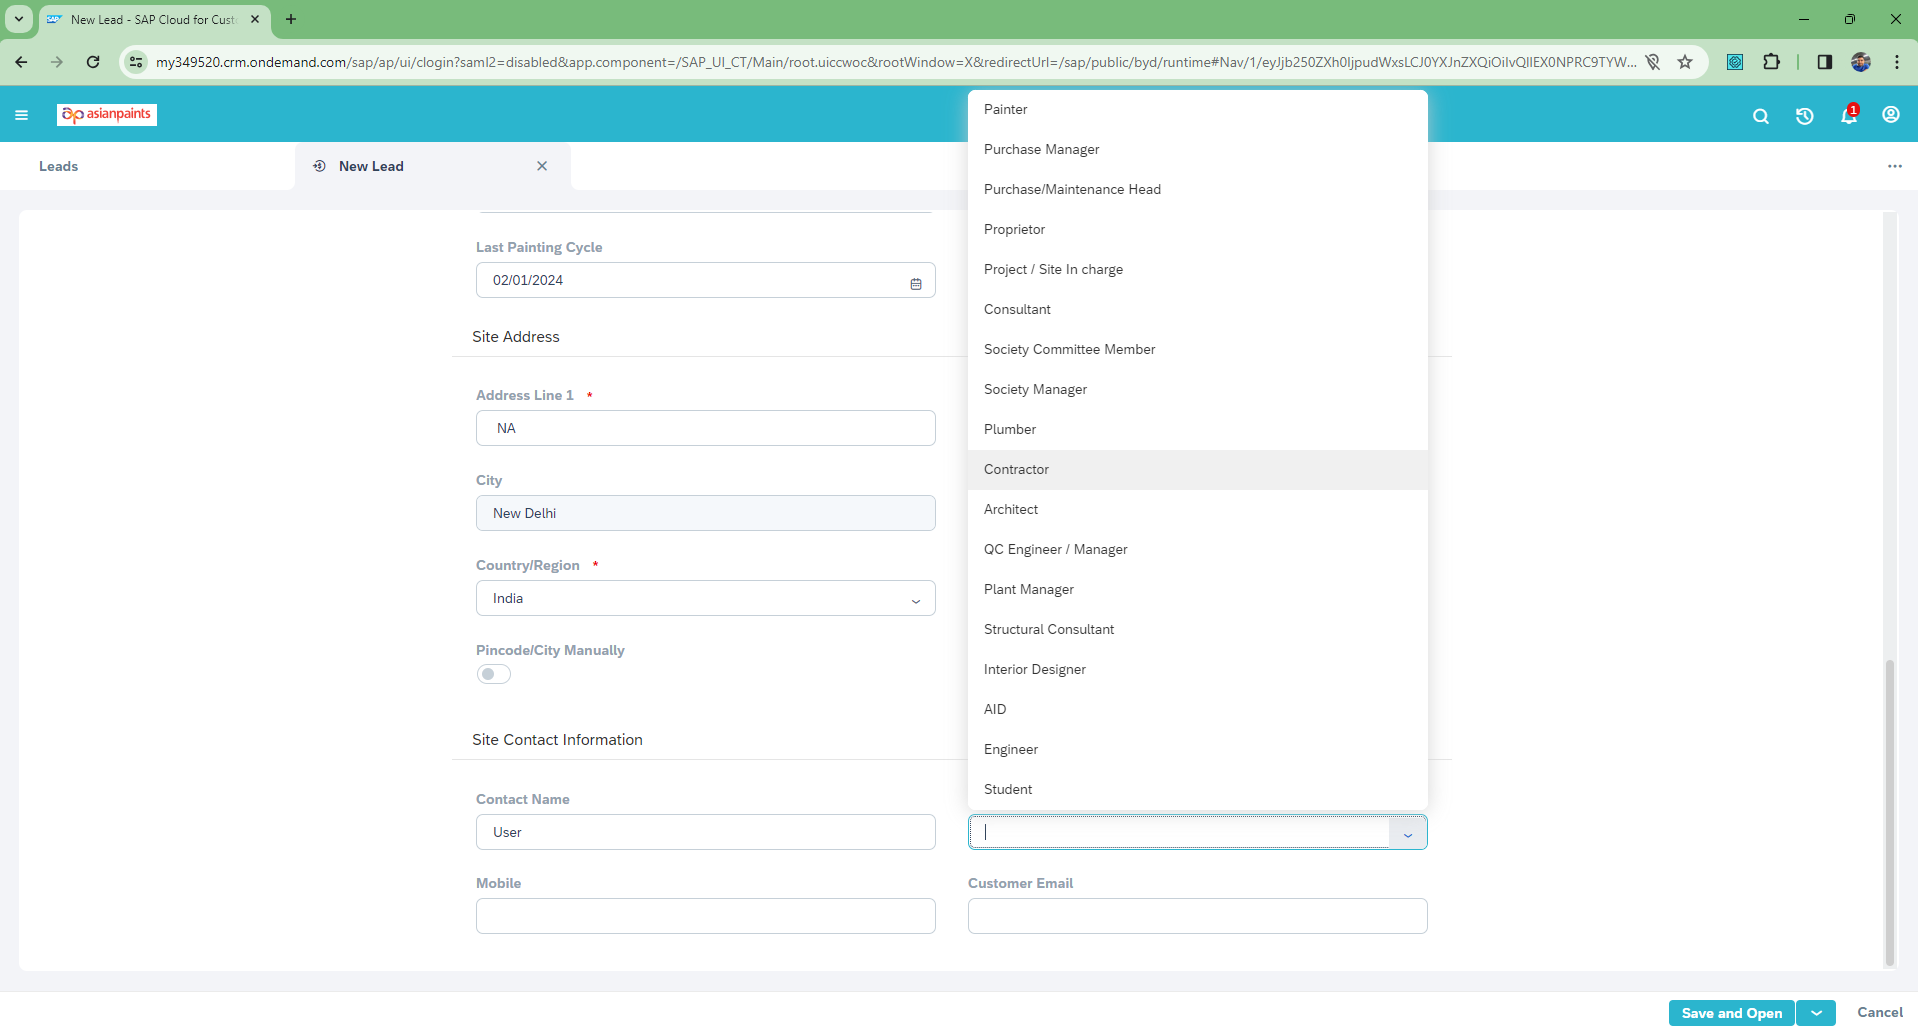 New Lead - SAP Cloud for Cust
my349520.crm.ondemand.com/sap/ap/ui/clogin?saml2=disabled&app.component=/SAP_UI_CT/Main/root.uiccwoc&rootWindow=X&redirectUrl=/sap/public/byd/runtime#Nav/1/eyJjb250ZXh0IjpudWxsLCJ0YXJnZXQiOiIvQllEX0NPRC9TYW...
asianpaints
1
Leads
New Lead
Last Painting Cycle
02/01/2024
Site Address
Address Line 1 *
NA
City
New Delhi
Country/Region *
India
Pincode/City Manually
Site Contact Information
Contact Name
User
Mobile
Painter
Purchase Manager
Purchase/Maintenance Head
Proprietor
Project / Site In charge
Consultant
Society Committee Member
Society Manager
Plumber
Contractor
Architect
QC Engineer / Manager
Plant Manager
Structural Consultant
Interior Designer
AID
Engineer
Student
Customer Email
Save and Open
Cancel